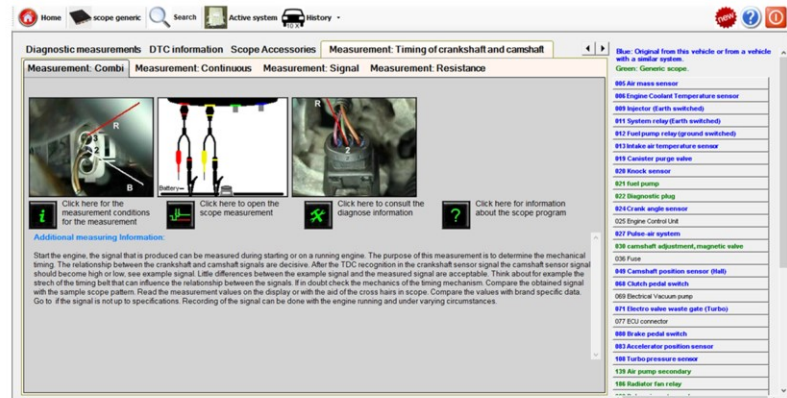 Home
scope generic
Search
Active system
History
new
Diagnostic measurements DTC information Scope Accessories Measurement: Timing of crankshaft and camshaft
Measurement: Combi Measurement: Continuous Measurement: Signal Measurement: Resistance
R
3
2
B
Battery-
R
2
Click here for the
measurement conditions
for the measurement
Click here to open the
scope measurement
Click here to consult the
diagnose information
Click here for information
about the scope program
Additional measuring Information:
Start the engine, the signal that is produced can be measured during starting or on a running engine. The purpose of this measurement is to determine the mechanical
timing. The relationship between the crankshaft and camshaft signals are decisive. After the TDC recognition in the crankshaft sensor signal the camshaft sensor signal
should become high or low, see example signal. Little differences between the example signal and the measured signal are acceptable. Think about for example the
strech of the timing belt that can influence the relationship between the signals. If in doubt check the mechanics of the timing mechanism. Compare the obtained signal
with the sample scope pattern. Read the measurement values on the display or with the aid of the cross hairs in scope. Compare the values with brand specific data.
Go to if the signal is not up to specifications. Recording of the signal can be done with the engine running and under varying circumstances.
Blue: Original from this vehicle or from a vehicle
with a similar system.
Green: Generic scope.
005 Air mass sensor
006 Engine Coolant Temperature sensor
009 Injector (Earth switched)
011 System relay (Earth switched)
012 Fuel pump relay (ground switched)
013 Intake air temperature sensor
019 Canister purge valve
020 Knock sensor
021 fuel pump
022 Diagnostic plug
024 Crank angle sensor
025 Engine Control Unit
027 Pulse-air system
030 camshaft adjustment, magnetic valve
036 Fuse
049 Camshaft position sensor (Hall)
068 Clutch pedal switch
069 Electrical Vacuum pump
071 Electro valve waste gate (Turbo)
077 ECU connector
080 Brake pedal switch
083 Accelerator position sensor
108 Turbo pressure sensor
139 Air pump secondary
186 Radiator fan relay